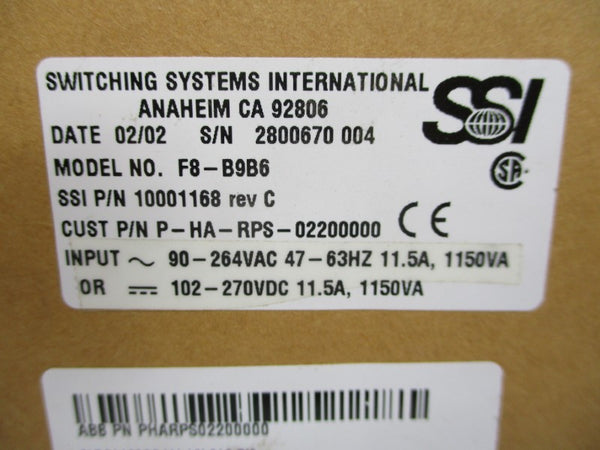 SWITCHING SYSTEMS INTERNATIONAL
ANAHEIM CA 92806
SSI
DATE 02/02 S/N 2800670 004
MODEL NO. F8-B9B6
SSI P/N 10001168 rev C
CUST P/N P-HA-RPS-02200000 CE
INPUT ~ 90-264VAC 47-63HZ 11.5A, 1150VA
OR ⎓ 102-270VDC 11.5A, 1150VA
ABB PN PHARPS02200000